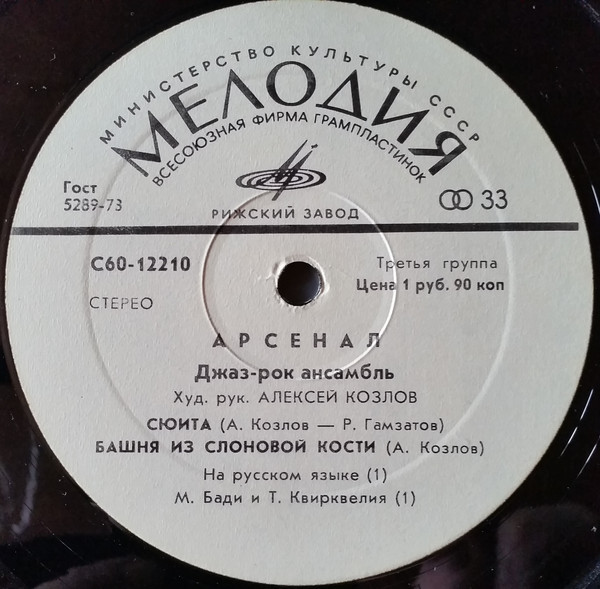 МИНИСТЕРСТВО КУЛЬТУРЫ СССР
МЕЛОДИЯ
ВСЕСОЮЗНАЯ ФИРМА ГРАМПЛАСТИНОК
Гост
5289-73
33
РИЖСКИЙ ЗАВОД
С60-12210
Третья группа
Цена 1 руб. 90 коп
СТЕРЕО
АРСЕНАЛ
Джаз-рок ансамбль
Худ. рук. АЛЕКСЕЙ КОЗЛОВ
СЮИТА (А. Козлов — Р. Гамзатов)
БАШНЯ ИЗ СЛОНОВОЙ КОСТИ (А. Козлов)
На русском языке (1)
М. Бади и Т. Квирквелия (1)